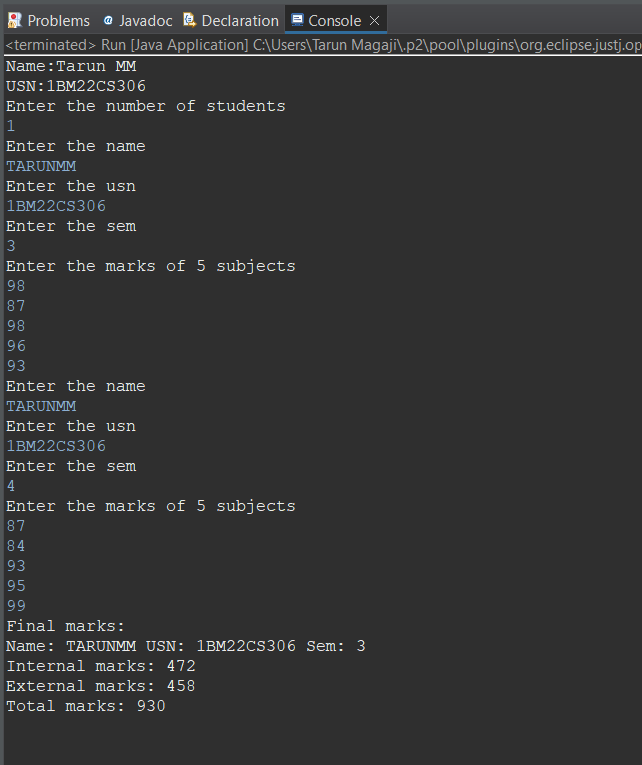 Problems @ Javadoc Declaration Console
<terminated> Run [Java Application] C:\Users\Tarun Magaji\.p2\pool\plugins\org.eclipse.justj.op
Name:Tarun MM
USN:1BM22CS306
Enter the number of students
1
Enter the name
TARUNMM
Enter the usn
1BM22CS306
Enter the sem
3
Enter the marks of 5 subjects
98
87
98
96
93
Enter the name
TARUNMM
Enter the usn
1BM22CS306
Enter the sem
4
Enter the marks of 5 subjects
87
84
93
95
99
Final marks:
Name: TARUNMM USN: 1BM22CS306 Sem: 3
Internal marks: 472
External marks: 458
Total marks: 930